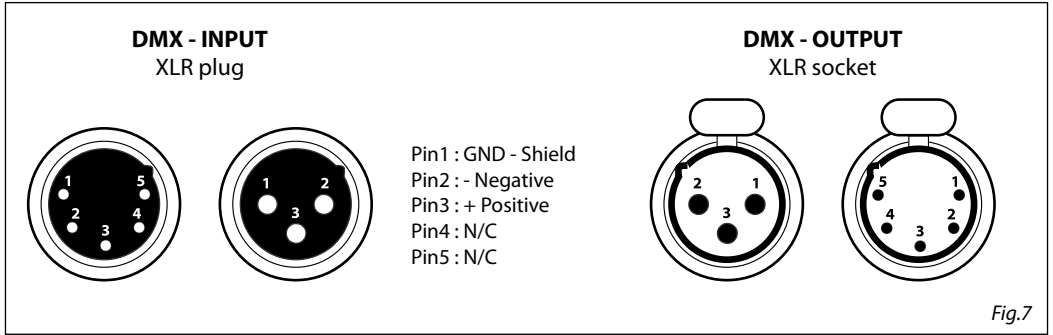 DMX - INPUT
XLR plug
1 5
2 4
3
1 2
3
Pin1 : GND - Shield
Pin2 : - Negative
Pin3 : + Positive
Pin4 : N/C
Pin5 : N/C
DMX - OUTPUT
XLR socket
2 1
3
5 1
4 2
3
Fig.7